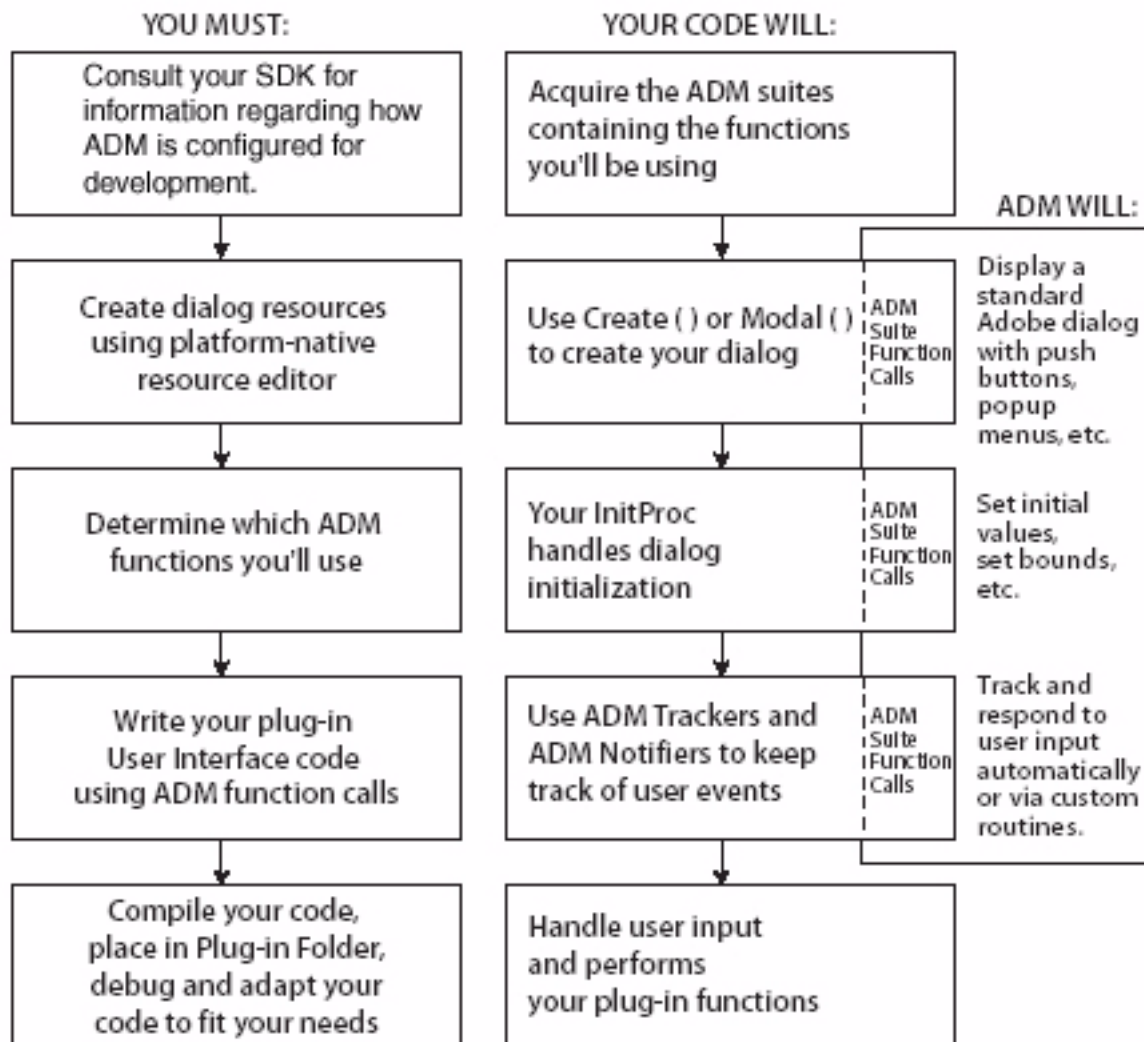 YOU MUST:
Consult your SDK for
information regarding how
ADM is configured for
development.
Create dialog resources
using platform-native
resource editor
Determine which ADM
functions you'll use
Write your plug-in
User Interface code
using ADM function calls
Compile your code,
place in Plug-in Folder,
debug and adapt your
code to fit your needs
YOUR CODE WILL:
Acquire the ADM suites
containing the functions
you'll be using
Use Create ( ) or Modal ( )
to create your dialog
ADM
Suite
Function
Calls
Your InitProc
handles dialog
initialization
ADM
Suite
Function
Calls
Use ADM Trackers and
ADM Notifiers to keep
track of user events
ADM
Suite
Function
Calls
Handle user input
and performs
your plug-in functions
ADM WILL:
Display a
standard
Adobe dialog
with push
buttons,
popup
menus, etc.
Set initial
values,
set bounds,
etc.
Track and
respond to
user input
automatically
or via custom
routines.